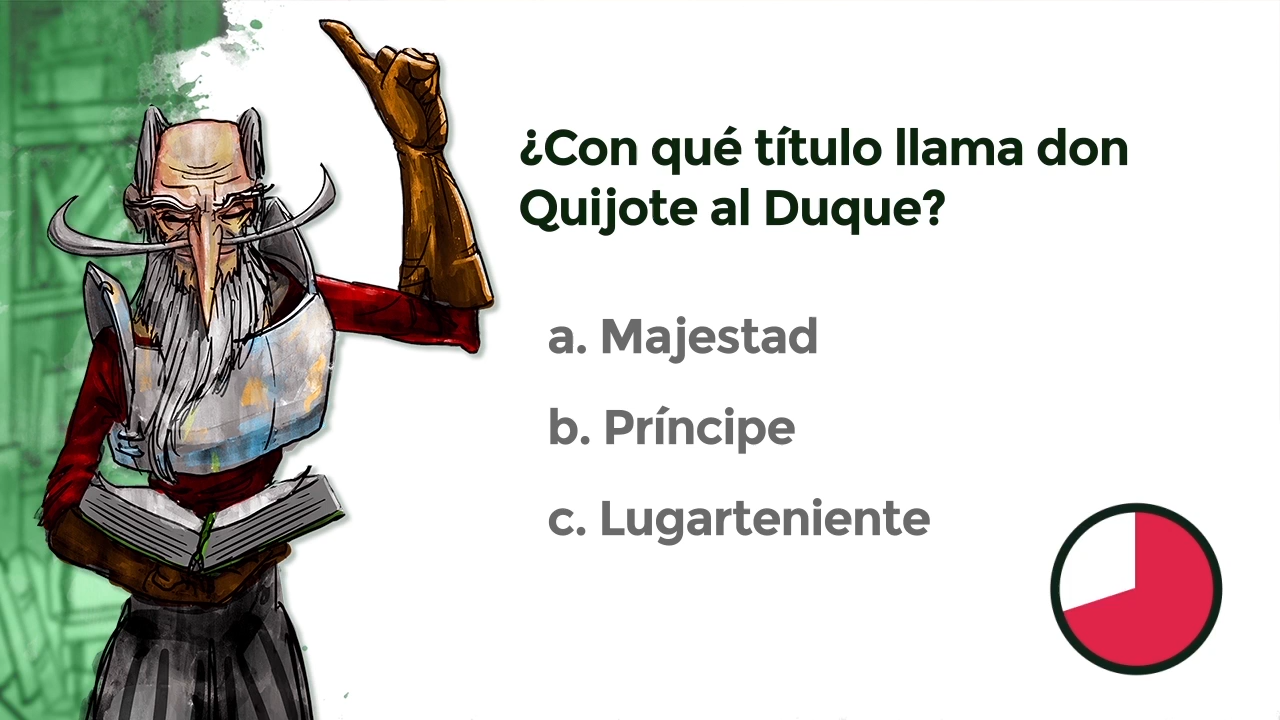 ¿Con qué título llama don
Quijote al Duque?
a. Majestad
b. Príncipe
c. Lugarteniente